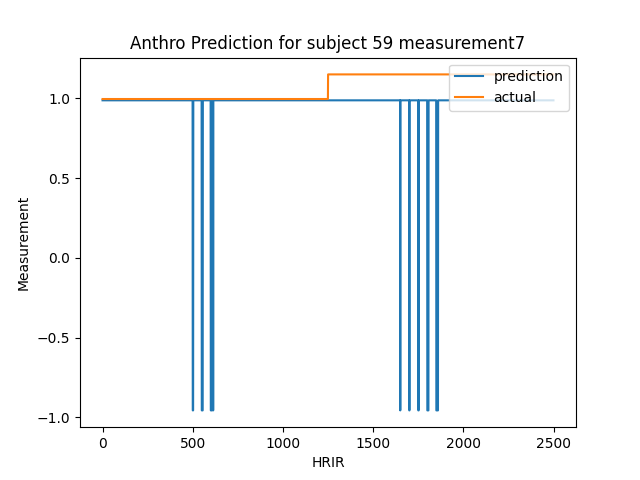 Anthro Prediction for subject 59 measurement7
prediction
actual
1.0
0.5
0.0
−0.5
−1.0
Measurement
0 500 1000 1500 2000 2500
HRIR